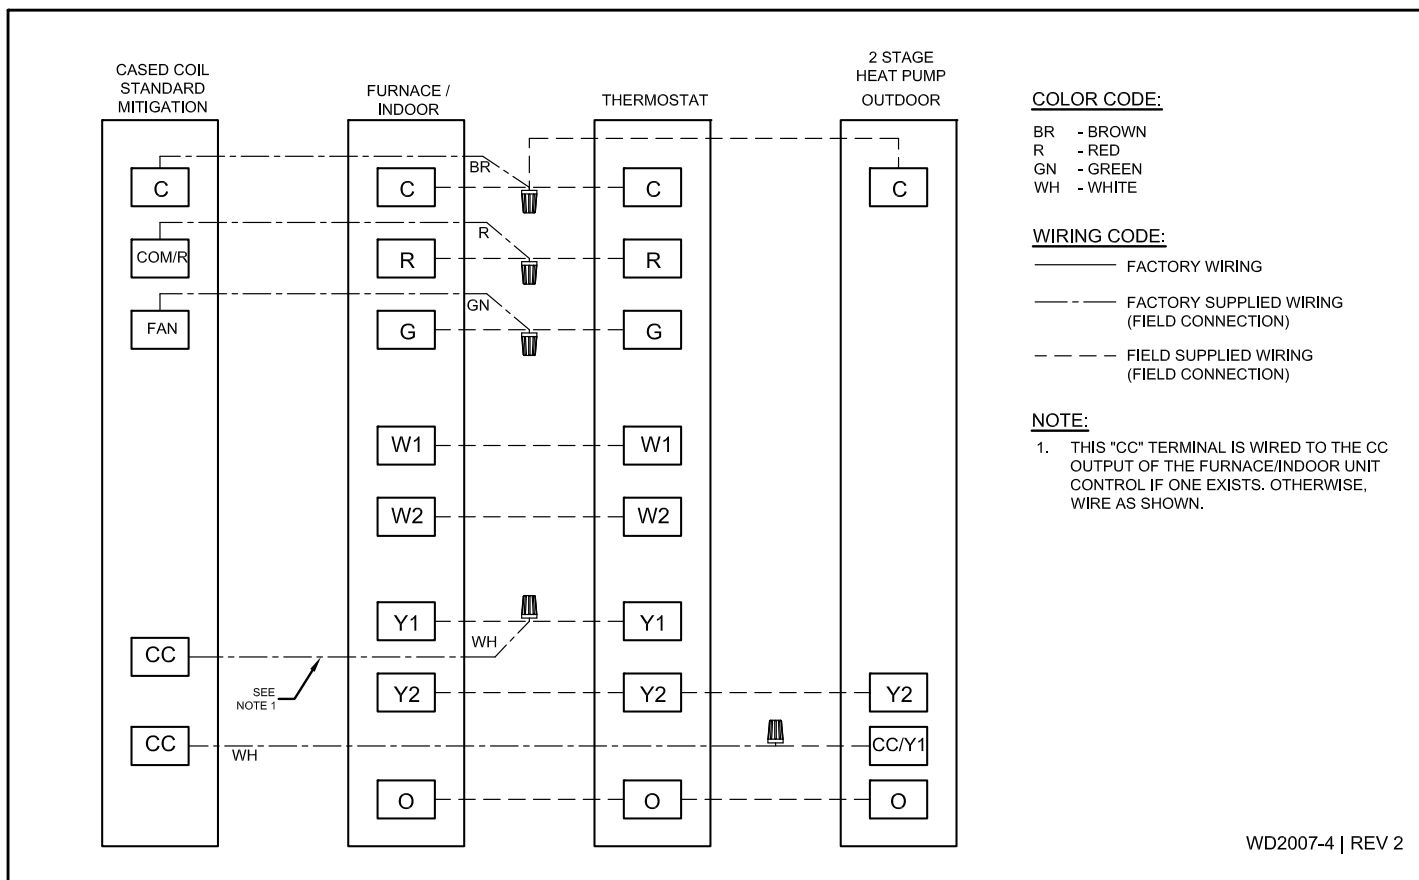 CASED COIL
STANDARD
MITIGATION
FURNACE /
INDOOR
THERMOSTAT
2 STAGE
HEAT PUMP
OUTDOOR
C
BR
C
C
C
COM/R
R
R
R
FAN
GN
G
G
W1
W1
W2
W2
Y1
Y1
CC
WH
SEE
NOTE 1
Y2
Y2
Y2
CC
WH
CC/Y1
O
O
O
COLOR CODE:
BR - BROWN
R - RED
GN - GREEN
WH - WHITE
WIRING CODE:
FACTORY WIRING
FACTORY SUPPLIED WIRING
(FIELD CONNECTION)
FIELD SUPPLIED WIRING
(FIELD CONNECTION)
NOTE:
1. THIS "CC" TERMINAL IS WIRED TO THE CC
OUTPUT OF THE FURNACE/INDOOR UNIT
CONTROL IF ONE EXISTS. OTHERWISE,
WIRE AS SHOWN.
WD2007-4 | REV 2